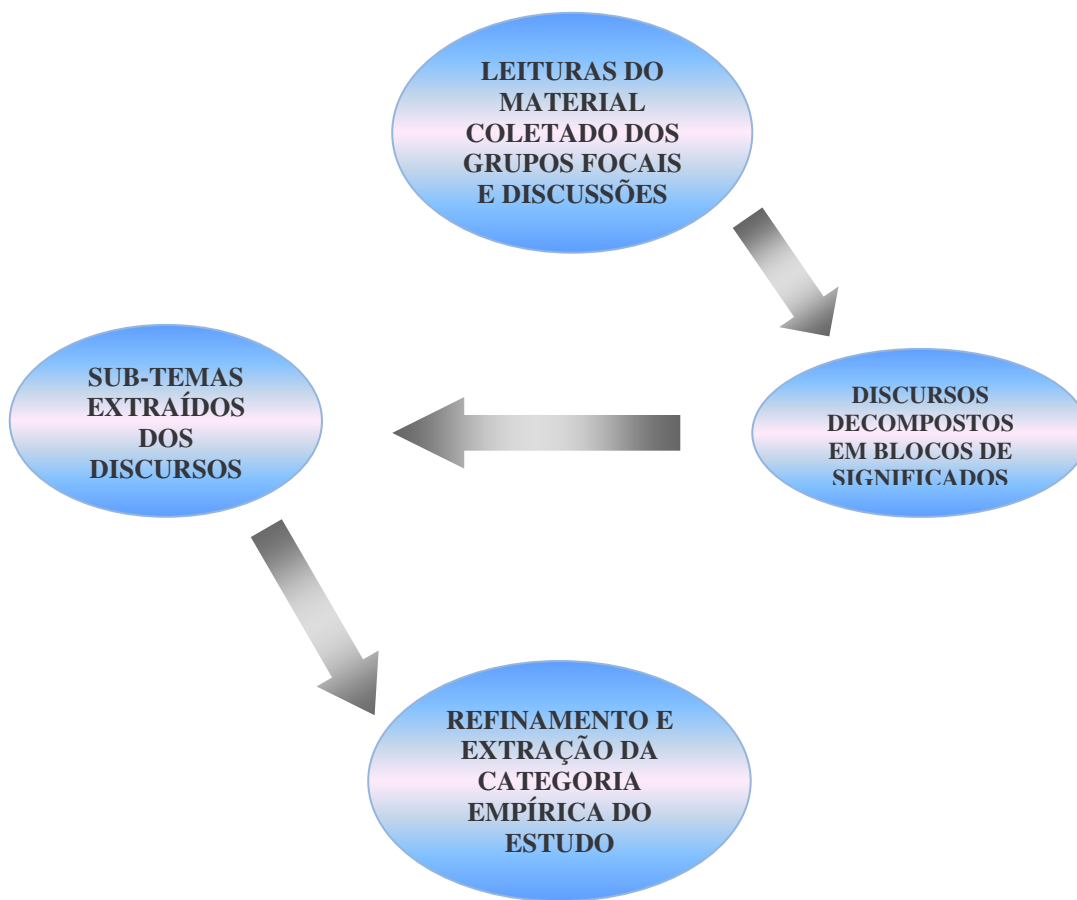 LEITURAS DO
MATERIAL
COLETADO DOS
GRUPOS FOCAIS
E DISCUSSÕES
DISCURSOS
DECOMPOSTOS
EM BLOCOS DE
SIGNIFICADOS
SUB-TEMAS
EXTRAÍDOS
DOS
DISCURSOS
REFINAMENTO E
EXTRAÇÃO DA
CATEGORIA
EMPÍRICA DO
ESTUDO